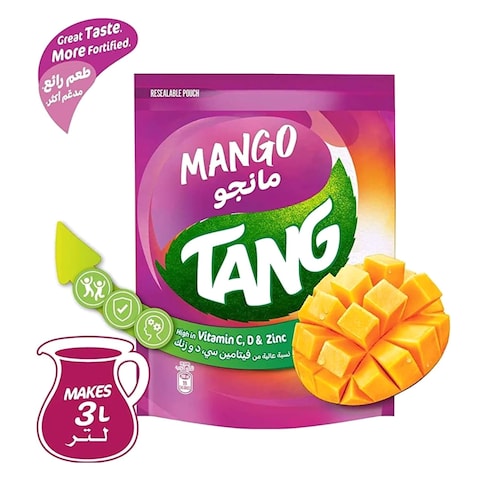 Great Taste.
More Fortified.
طعم رائع.
مدعّم أكثر.
RESEALABLE POUCH
MANGO
مانجو
TANG
High in Vitamin C, D & Zinc
نسبة عالية من فيتامين سي، د و زنك
MAKES
3L
لتر